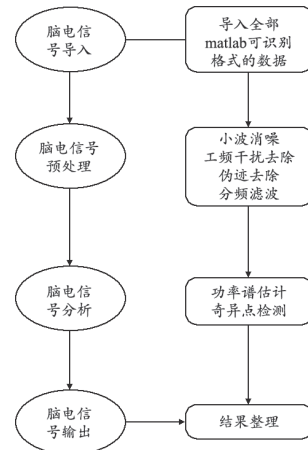 脑电信
号导入
导入全部
matlab可识别
格式的数据
脑电信号
预处理
小波消噪
工频干扰去除
伪迹去除
分频滤波
脑电信
号分析
功率谱估计
奇异点检测
脑电信
号输出
结果整理